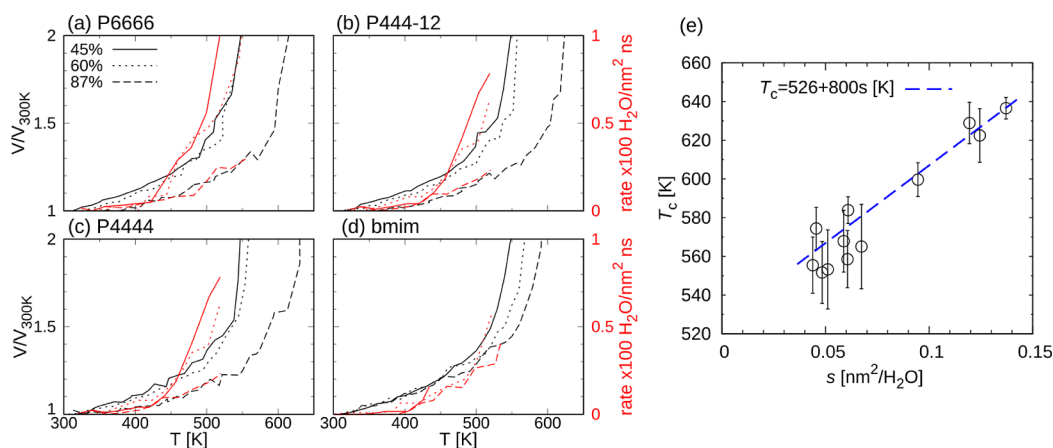 (a) P6666
(b) P444-12
(e)
45%
60%
87%
2
1.5
1
V/V300K
1
0.5
0
rate x100 H2O/nm2 ns
(c) P4444
(d) bmim
2
1.5
1
V/V300K
1
0.5
0
rate x100 H2O/nm2 ns
300 400 500 600
300 400 500 600
T [K]
T [K]
Tc=526+800s [K]
660
640
620
600
580
560
540
520
Tc [K]
0 0.05 0.1 0.15
s [nm2/H2O]